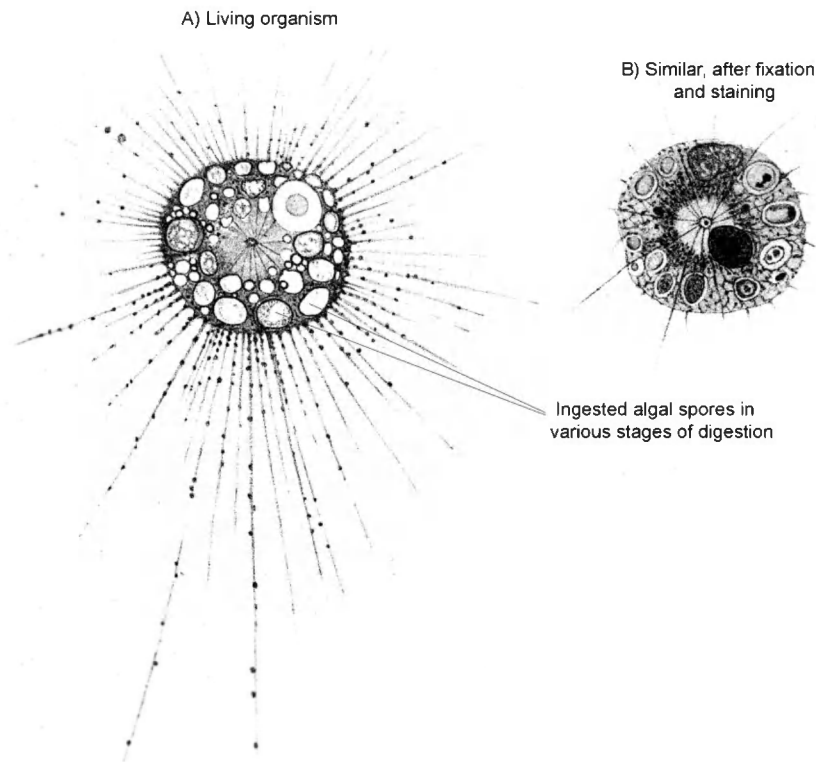 A) Living organism
B) Similar, after fixation
and staining
Ingested algal spores in
various stages of digestion